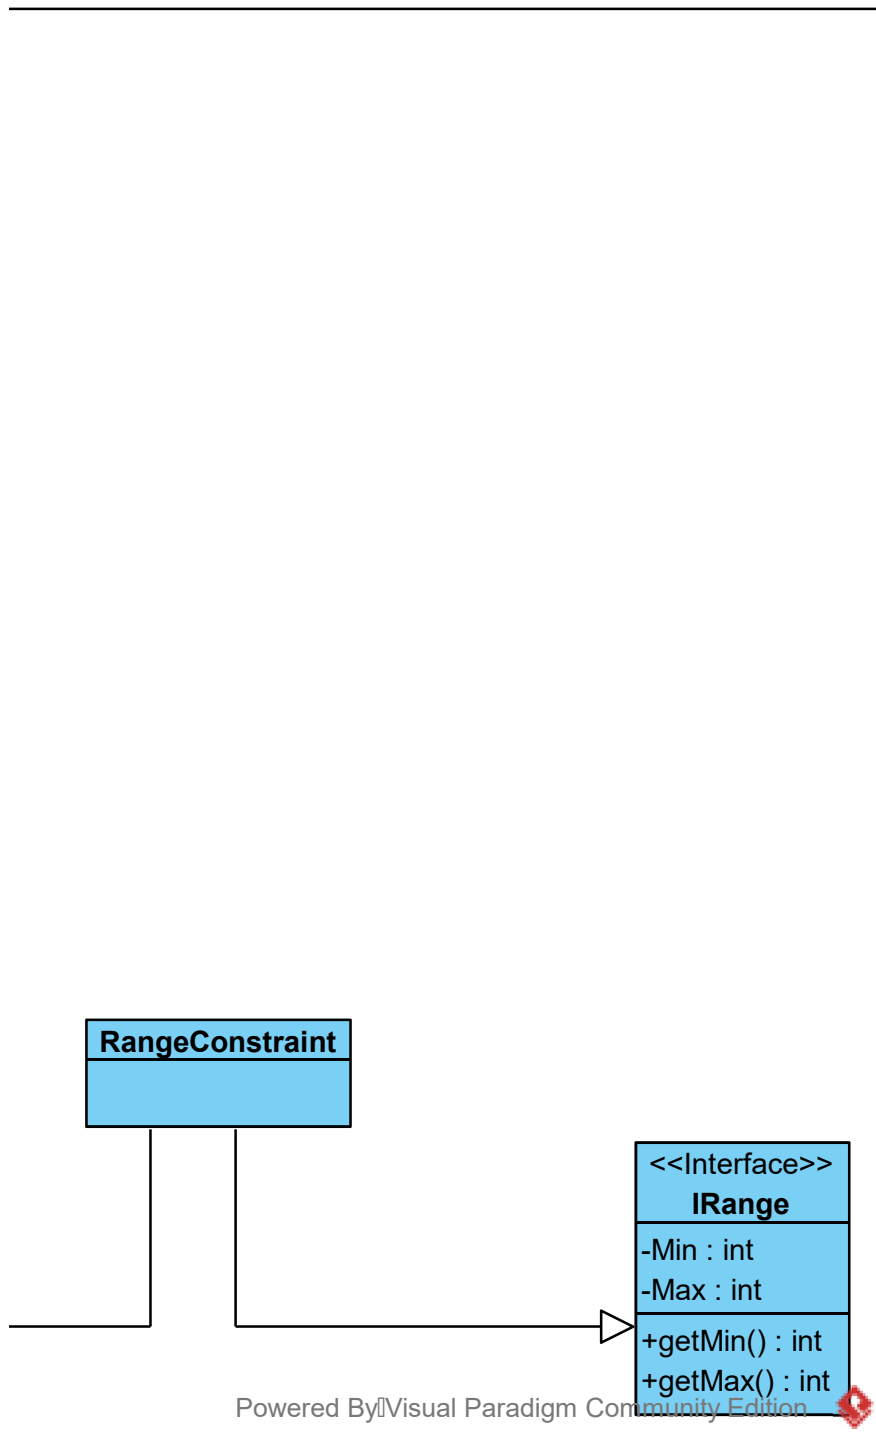 RangeConstraint
<<Interface>>
IRange
-Min : int
-Max : int
+getMin() : int
+getMax() : int
Powered By▯Visual Paradigm Community Edition